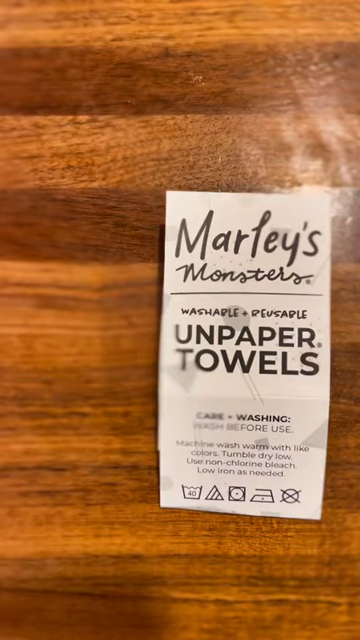 Marley's
Monsters®
WASHABLE + REUSABLE
UNPAPER®
TOWELS
CARE + WASHING:
WASH BEFORE USE.
Machine wash warm with like
colors. Tumble dry low.
Use non-chlorine bleach.
Low iron as needed.
40